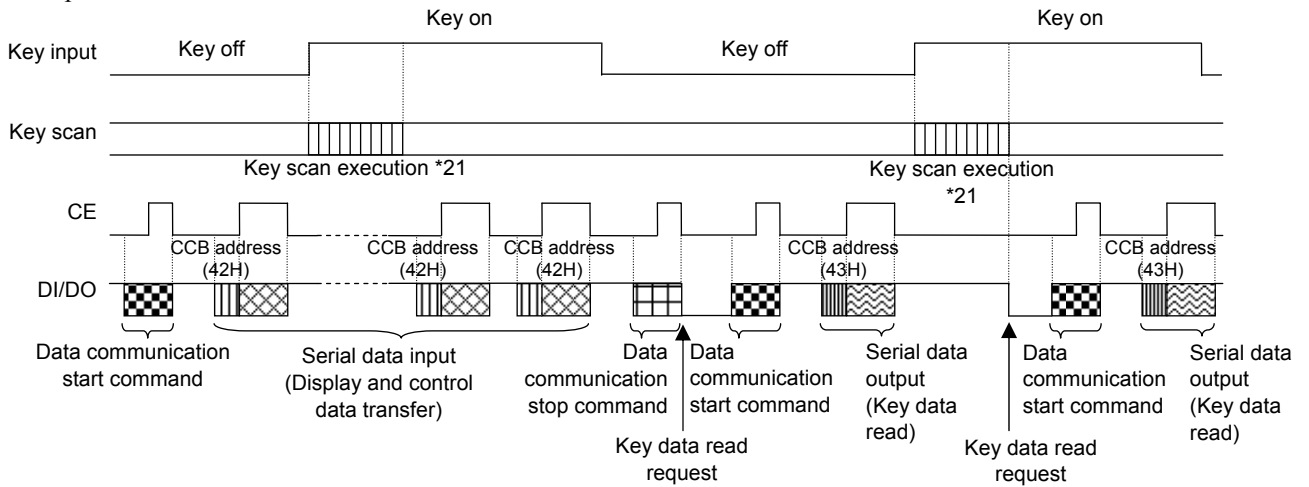 Key on
Key on
Key input
Key off
Key off
Key scan
Key scan execution *21
Key scan execution
*21
CE
CCB address
(42H)
CCB address
(42H)
CCB address
(42H)
CCB address
(43H)
CCB address
(43H)
DI/DO
Data communication
start command
Serial data input
(Display and control
data transfer)
Data
communication
stop command
Data
communication
start command
Serial data
output
(Key data
read)
Data
communication
start command
Serial data
output
(Key data
read)
Key data read
request
Key data read
request